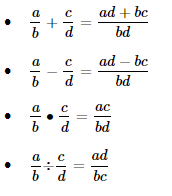 • a/b + c/d = (ad + bc)/bd
• a/b − c/d = (ad − bc)/bd
• a/b • c/d = ac/bd
• a/b ÷ c/d = ad/bc